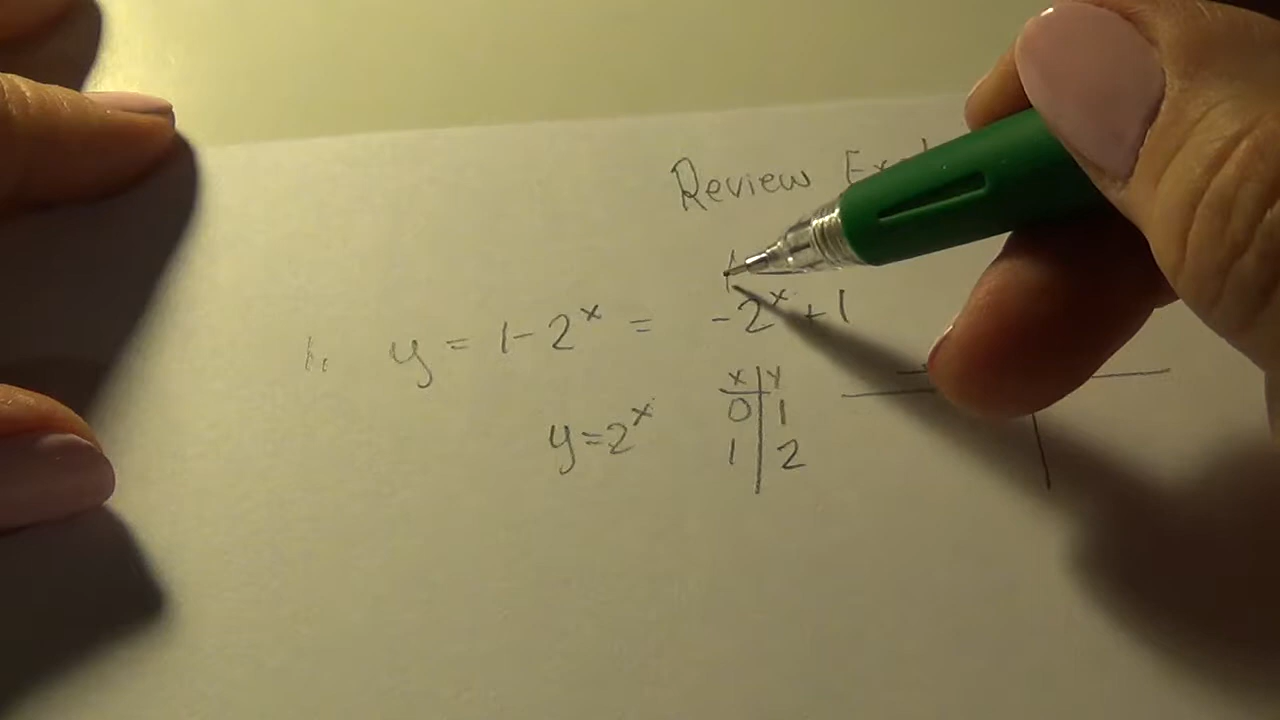 Review
1. y = 1-2^x = -2^x+1
x | y
y=2^x 0 | 1
1 | 2